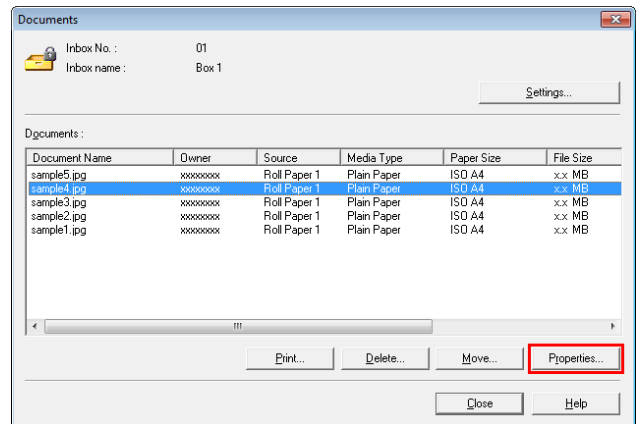 Documents
Inbox No. : 01
Inbox name : Box 1
Settings...
Documents :
Document Name Owner Source Media Type Paper Size File Size
sample5.jpg xxxxxxxx Roll Paper 1 Plain Paper ISO A4 x.x MB
sample4.jpg xxxxxxxx Roll Paper 1 Plain Paper ISO A4 x.x MB
sample3.jpg xxxxxxxx Roll Paper 1 Plain Paper ISO A4 x.x MB
sample2.jpg xxxxxxxx Roll Paper 1 Plain Paper ISO A4 x.x MB
sample1.jpg xxxxxxxx Roll Paper 1 Plain Paper ISO A4 x.x MB
Print... Delete... Move... Properties...
Close Help